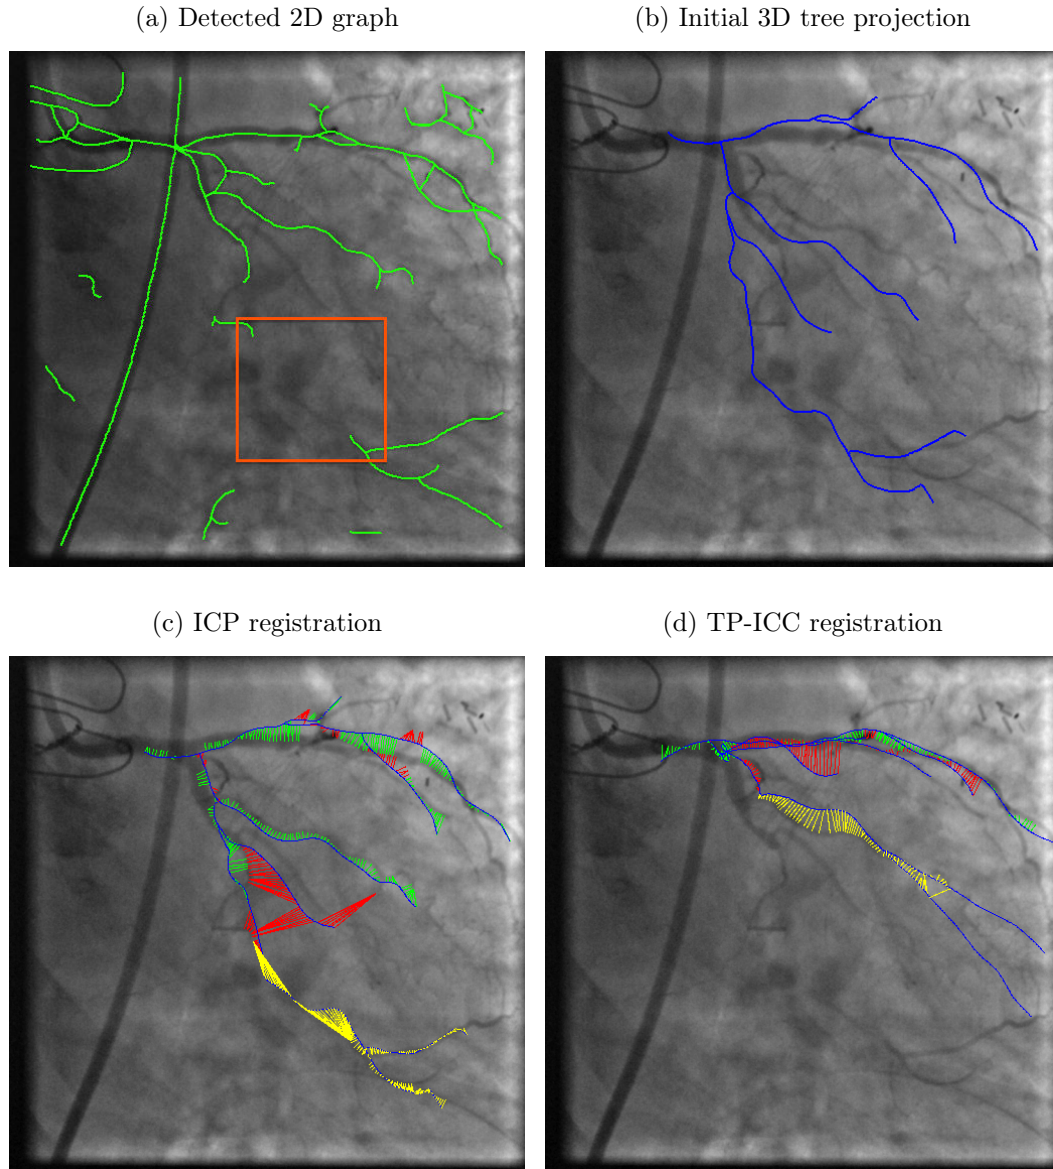 (a) Detected 2D graph
(b) Initial 3D tree projection
(c) ICP registration
(d) TP-ICC registration